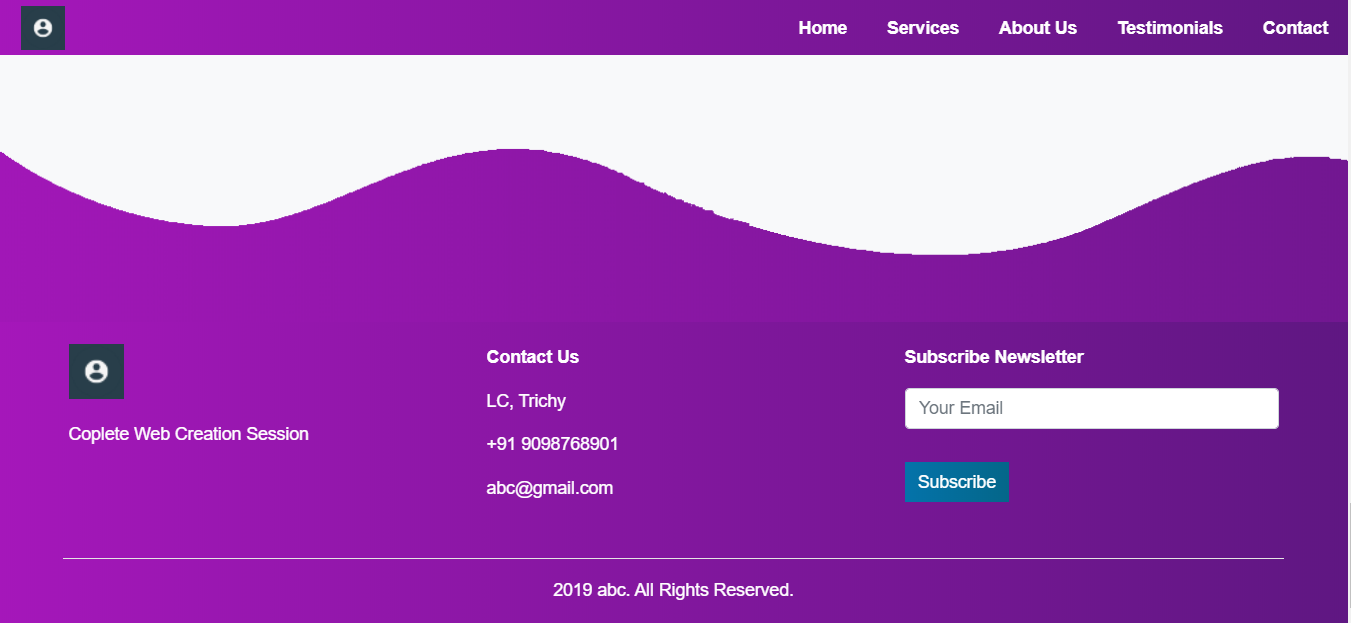 Home Services About Us Testimonials Contact
Coplete Web Creation Session
Contact Us
LC, Trichy
+91 9098768901
abc@gmail.com
Subscribe Newsletter
Your Email
Subscribe
2019 abc. All Rights Reserved.